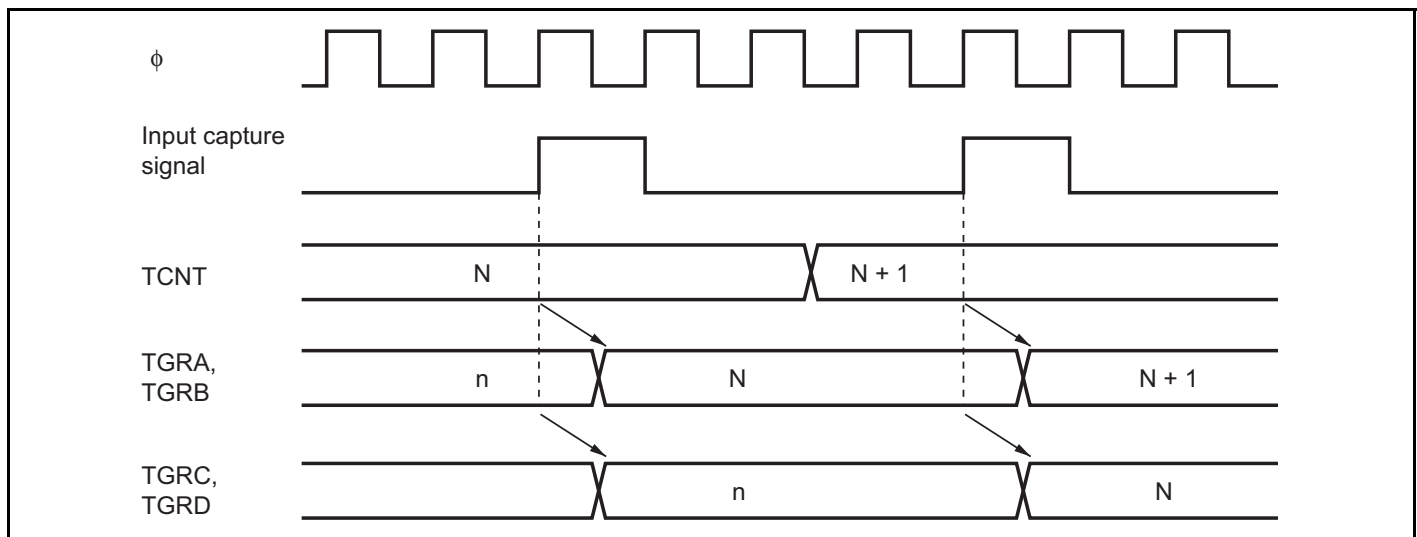 ϕ
Input capture
signal
TCNT
N
N + 1
TGRA,
TGRB
n
N
N + 1
TGRC,
TGRD
n
N